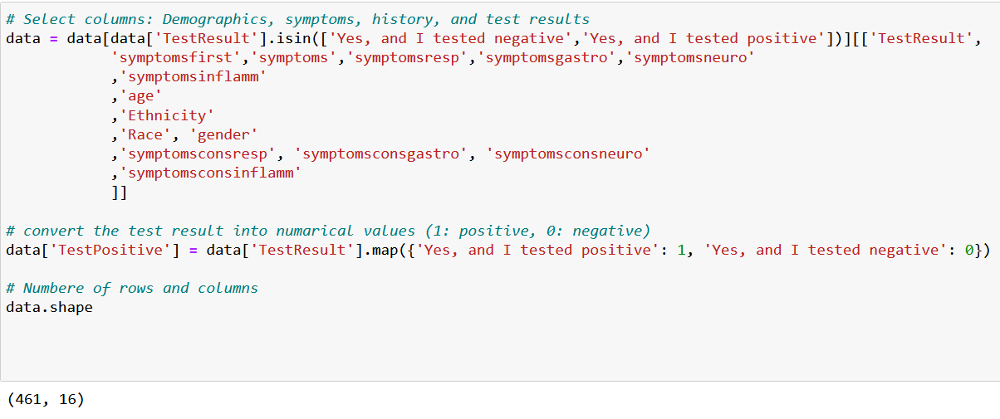 # Select columns: Demographics, symptoms, history, and test results
data = data[data['TestResult'].isin(['Yes, and I tested negative','Yes, and I tested positive'])][['TestResult',
'symptomsfirst','symptoms','symptomsresp','symptomsgastro','symptomsneuro'
,'symptomsinflamm'
,'age'
,'Ethnicity'
,'Race', 'gender'
,'symptomsconsresp', 'symptomsconsgastro', 'symptomsconsneuro'
,'symptomsconsinflamm'
]]
# convert the test result into numarical values (1: positive, 0: negative)
data['TestPositive'] = data['TestResult'].map({'Yes, and I tested positive': 1, 'Yes, and I tested negative': 0})
# Numbere of rows and columns
data.shape
(461, 16)